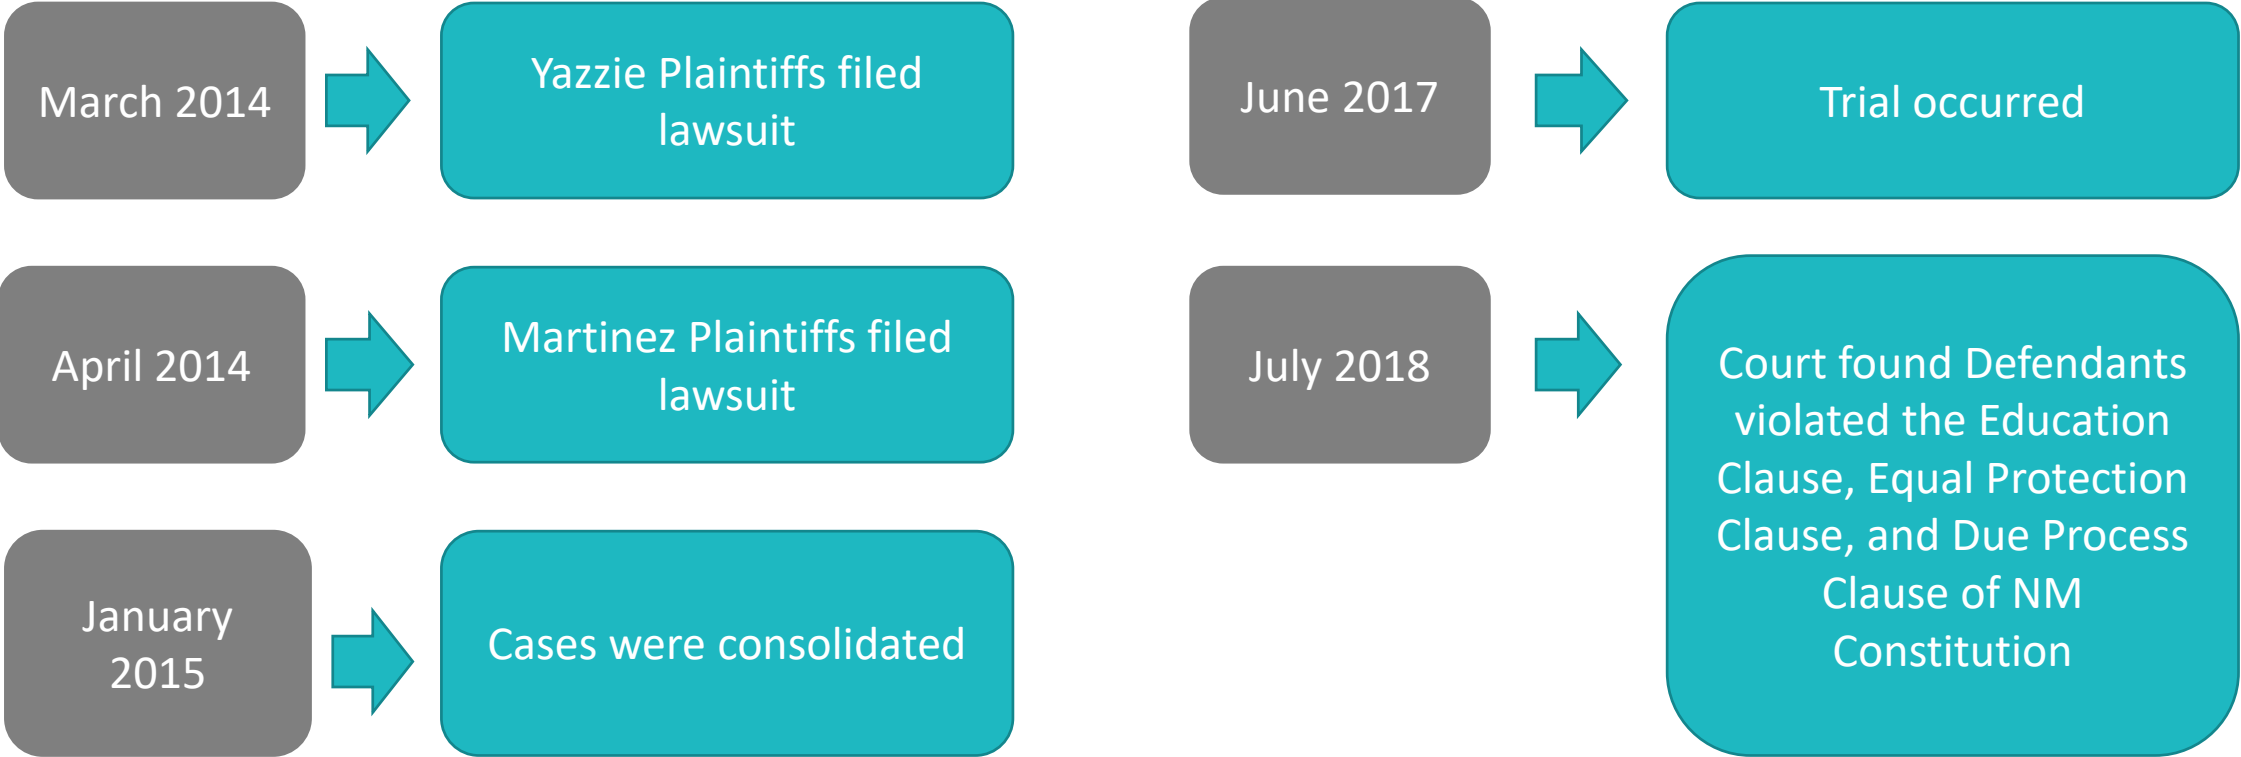 March 2014
Yazzie Plaintiffs filed
lawsuit
April 2014
Martinez Plaintiffs filed
lawsuit
January
2015
Cases were consolidated
June 2017
Trial occurred
July 2018
Court found Defendants
violated the Education
Clause, Equal Protection
Clause, and Due Process
Clause of NM
Constitution